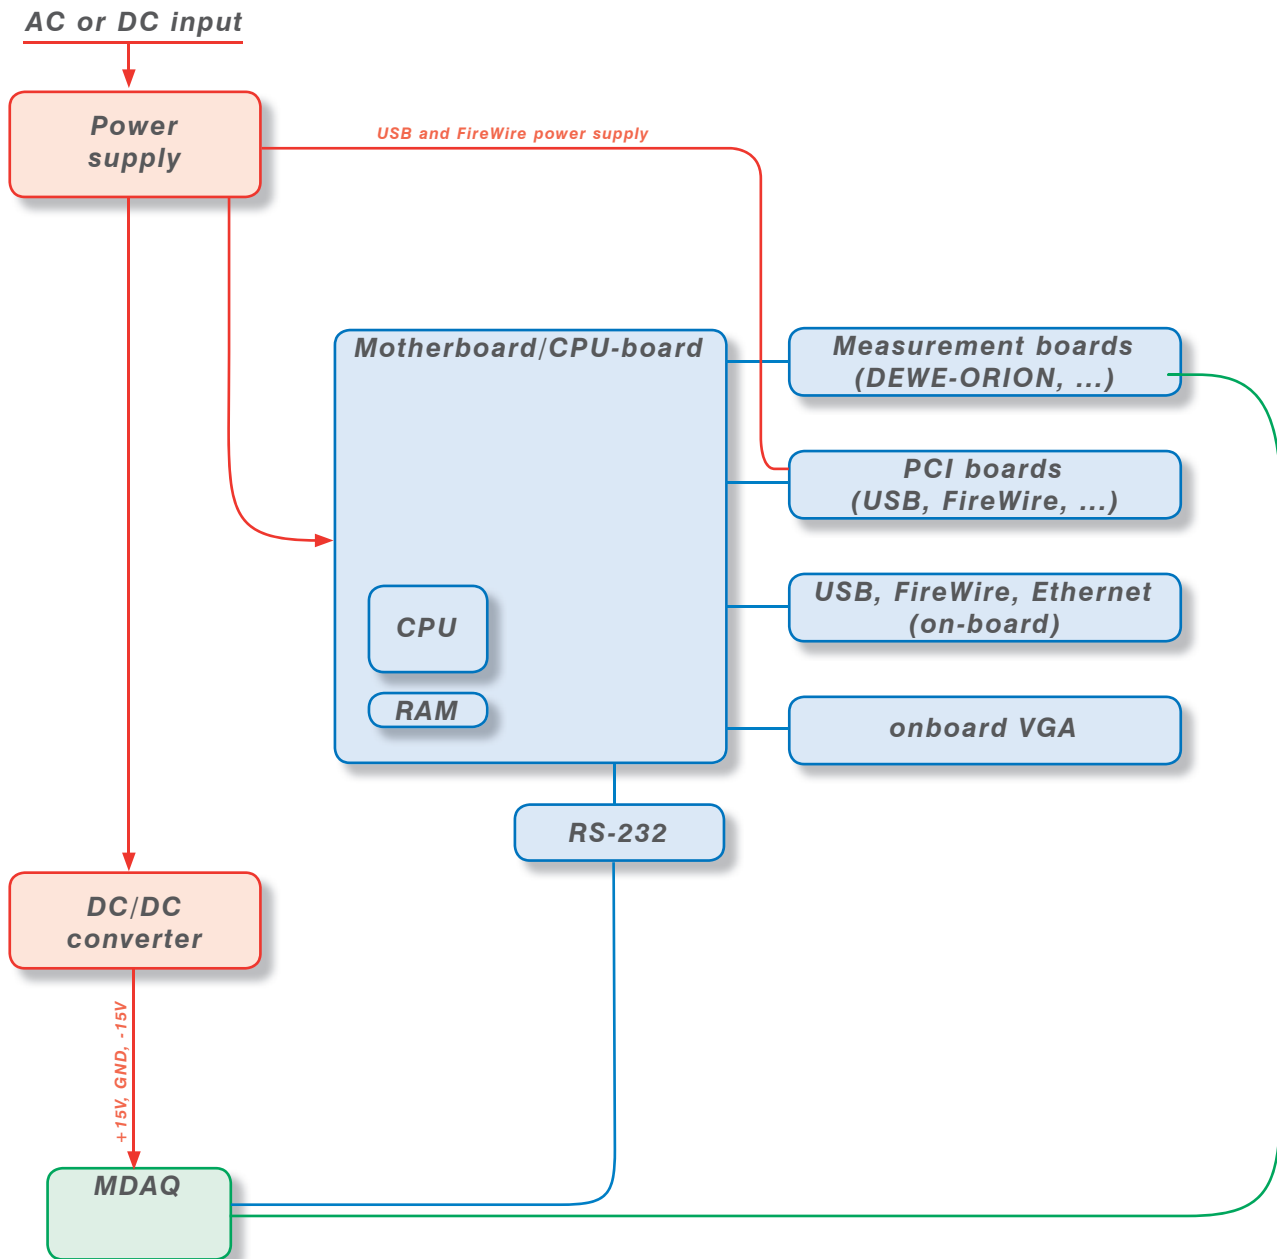 AC or DC input
Power
supply
USB and FireWire power supply
Motherboard/CPU-board
Measurement boards
(DEWE-ORION, ...)
PCI boards
(USB, FireWire, ...)
CPU
USB, FireWire, Ethernet
(on-board)
RAM
onboard VGA
RS-232
DC/DC
converter
+15V, GND, -15V
MDAQ